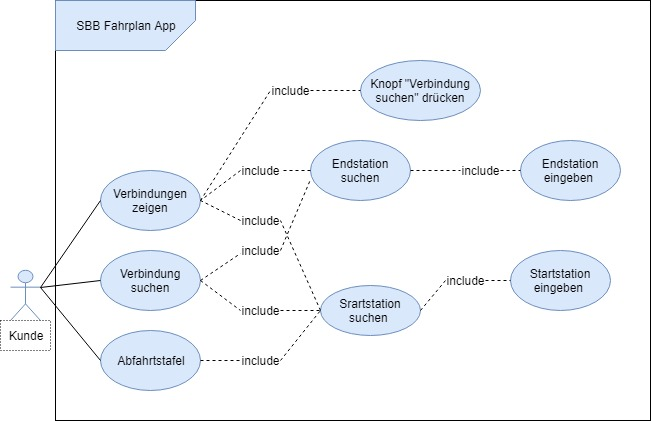 SBB Fahrplan App
Knopf "Verbindung
suchen" drücken
include
Verbindungen
zeigen
include
Endstation
suchen
include
Endstation
eingeben
include
include
Verbindung
suchen
include
Srartstation
suchen
include
Startstation
eingeben
Kunde
Abfahrtstafel
include